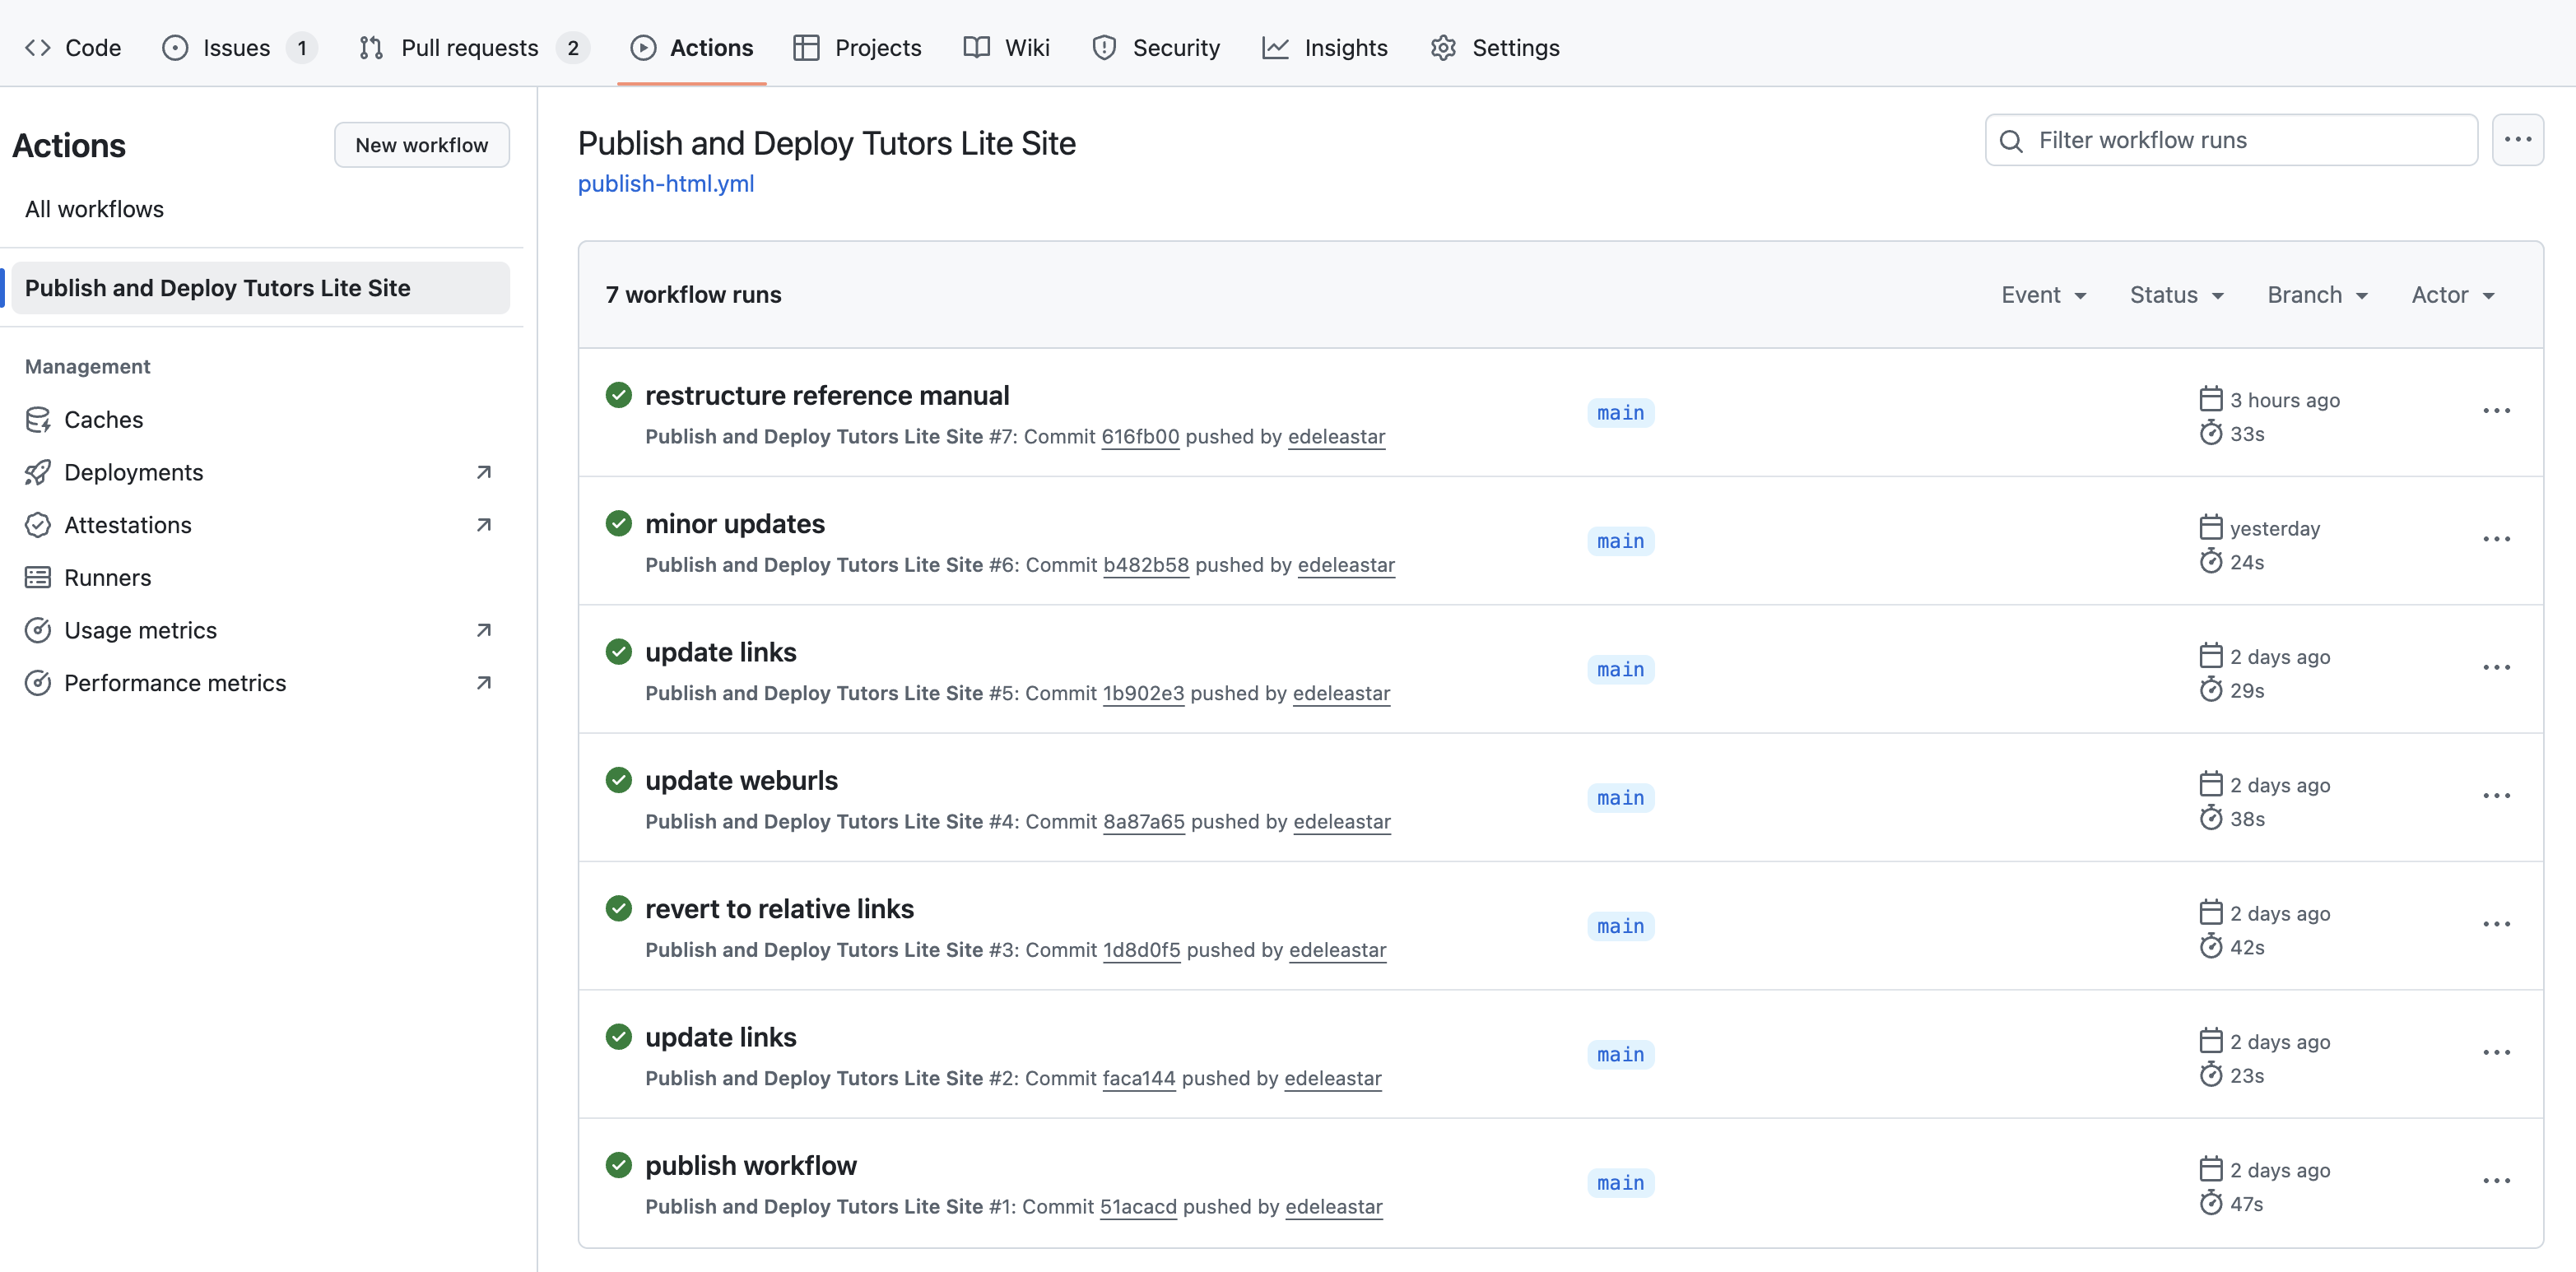 Code Issues 1 Pull requests 2 Actions Projects Wiki Security Insights Settings
Actions
New workflow
All workflows
Publish and Deploy Tutors Lite Site
Management
Caches
Deployments
Attestations
Runners
Usage metrics
Performance metrics
Publish and Deploy Tutors Lite Site
publish-html.yml
Filter workflow runs
7 workflow runs
Event Status Branch Actor
restructure reference manual
Publish and Deploy Tutors Lite Site #7: Commit 616fb00 pushed by edeleastar
main
3 hours ago
33s
minor updates
Publish and Deploy Tutors Lite Site #6: Commit b482b58 pushed by edeleastar
main
yesterday
24s
update links
Publish and Deploy Tutors Lite Site #5: Commit 1b902e3 pushed by edeleastar
main
2 days ago
29s
update weburls
Publish and Deploy Tutors Lite Site #4: Commit 8a87a65 pushed by edeleastar
main
2 days ago
38s
revert to relative links
Publish and Deploy Tutors Lite Site #3: Commit 1d8d0f5 pushed by edeleastar
main
2 days ago
42s
update links
Publish and Deploy Tutors Lite Site #2: Commit faca144 pushed by edeleastar
main
2 days ago
23s
publish workflow
Publish and Deploy Tutors Lite Site #1: Commit 51acacd pushed by edeleastar
main
2 days ago
47s